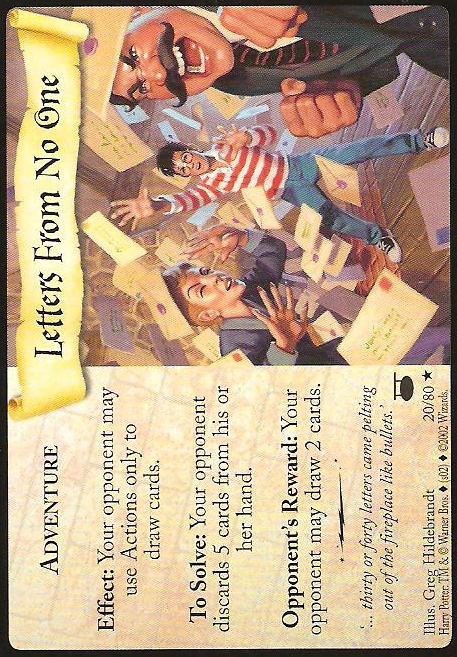 Letters From No One
ADVENTURE
Effect: Your opponent may
use Actions only to
draw cards.
To Solve: Your opponent
discards 5 cards from his or
her hand.
Opponent's Reward: Your
opponent may draw 2 cards.
'... thirty or forty letters came pelting
out of the fireplace like bullets.'
Illus. Greg Hildebrandt 20/80 ★
Harry Potter, TM & © Warner Bros. ♦ (s02) ♦ ©2002 Wizards.